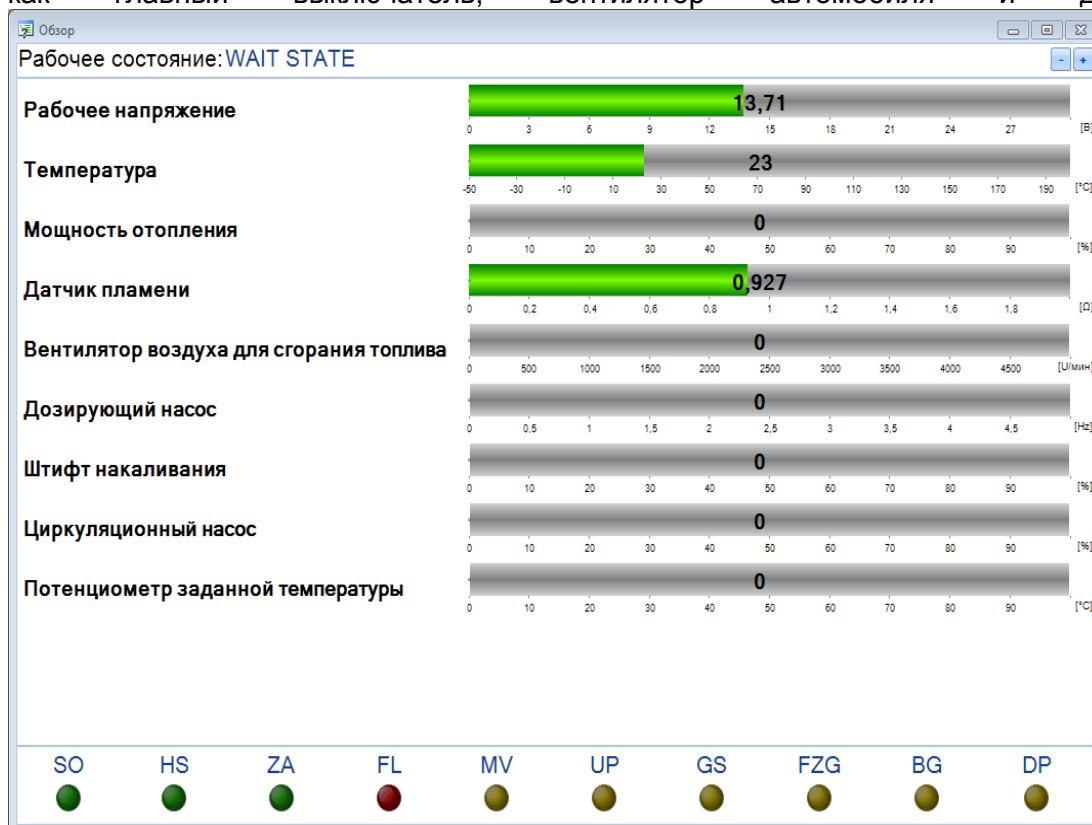 как главный выключатель, вентилятор автомобиля и д
Обзор
Рабочее состояние: WAIT STATE - +
Рабочее напряжение 13,71
0 3 6 9 12 15 18 21 24 27 [В]
Температура 23
-50 -30 -10 10 30 50 70 90 110 130 150 170 190 [°C]
Мощность отопления 0
0 10 20 30 40 50 60 70 80 90 [%]
Датчик пламени 0,927
0 0,2 0,4 0,6 0,8 1 1,2 1,4 1,6 1,8 [Ω]
Вентилятор воздуха для сгорания топлива 0
0 500 1000 1500 2000 2500 3000 3500 4000 4500 [U/мин]
Дозирующий насос 0
0 0,5 1 1,5 2 2,5 3 3,5 4 4,5 [Hz]
Штифт накаливания 0
0 10 20 30 40 50 60 70 80 90 [%]
Циркуляционный насос 0
0 10 20 30 40 50 60 70 80 90 [%]
Потенциометр заданной температуры 0
0 10 20 30 40 50 60 70 80 90 [°C]
SO HS ZA FL MV UP GS FZG BG DP